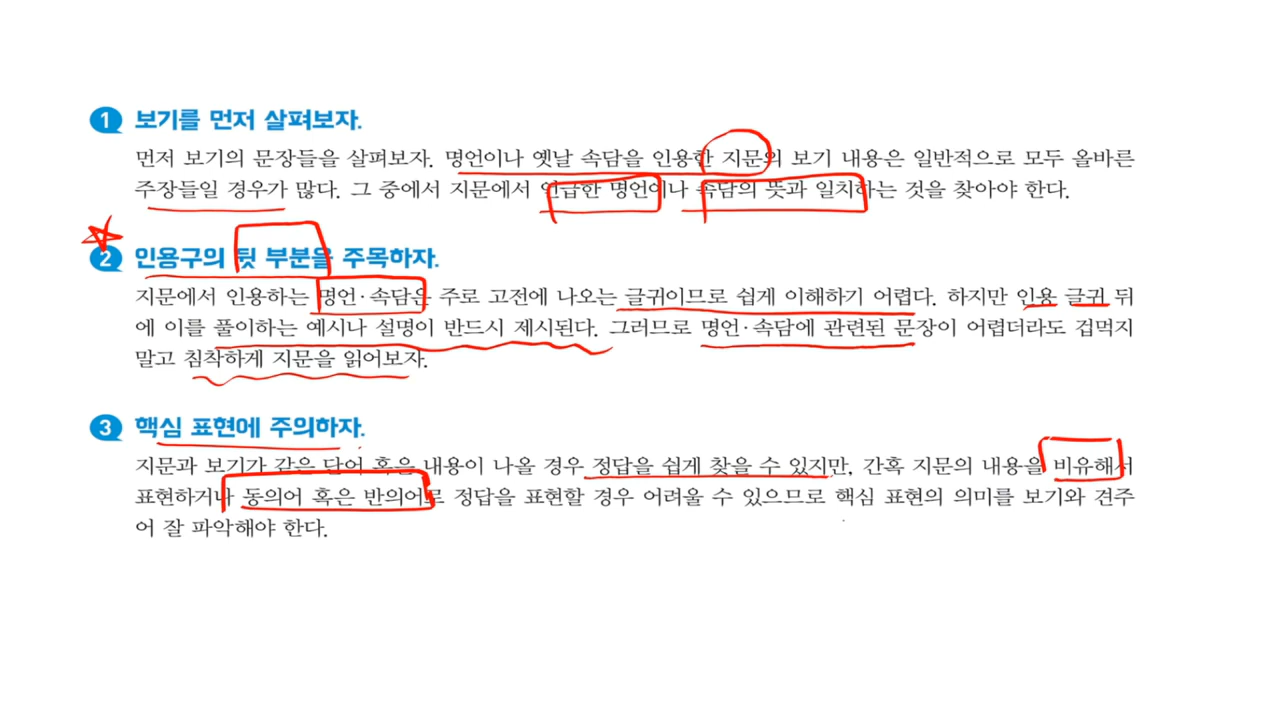 1 보기를 먼저 살펴보자.
먼저 보기의 문장들을 살펴보자. 명언이나 옛날 속담을 인용한 지문의 보기 내용은 일반적으로 모두 올바른
주장들일 경우가 많다. 그 중에서 지문에서 언급한 명언이나 속담의 뜻과 일치하는 것을 찾아야 한다.
2 인용구의 뒷 부분을 주목하자.
지문에서 인용하는 명언·속담은 주로 고전에 나오는 글귀이므로 쉽게 이해하기 어렵다. 하지만 인용 글귀 뒤
에 이를 풀이하는 예시나 설명이 반드시 제시된다. 그러므로 명언·속담에 관련된 문장이 어렵더라도 겁먹지
말고 침착하게 지문을 읽어보자.
3 핵심 표현에 주의하자.
지문과 보기가 같은 단어 혹은 내용이 나올 경우 정답을 쉽게 찾을 수 있지만, 간혹 지문의 내용을 비유해서
표현하거나 동의어 혹은 반의어로 정답을 표현할 경우 어려울 수 있으므로 핵심 표현의 의미를 보기와 견주
어 잘 파악해야 한다.